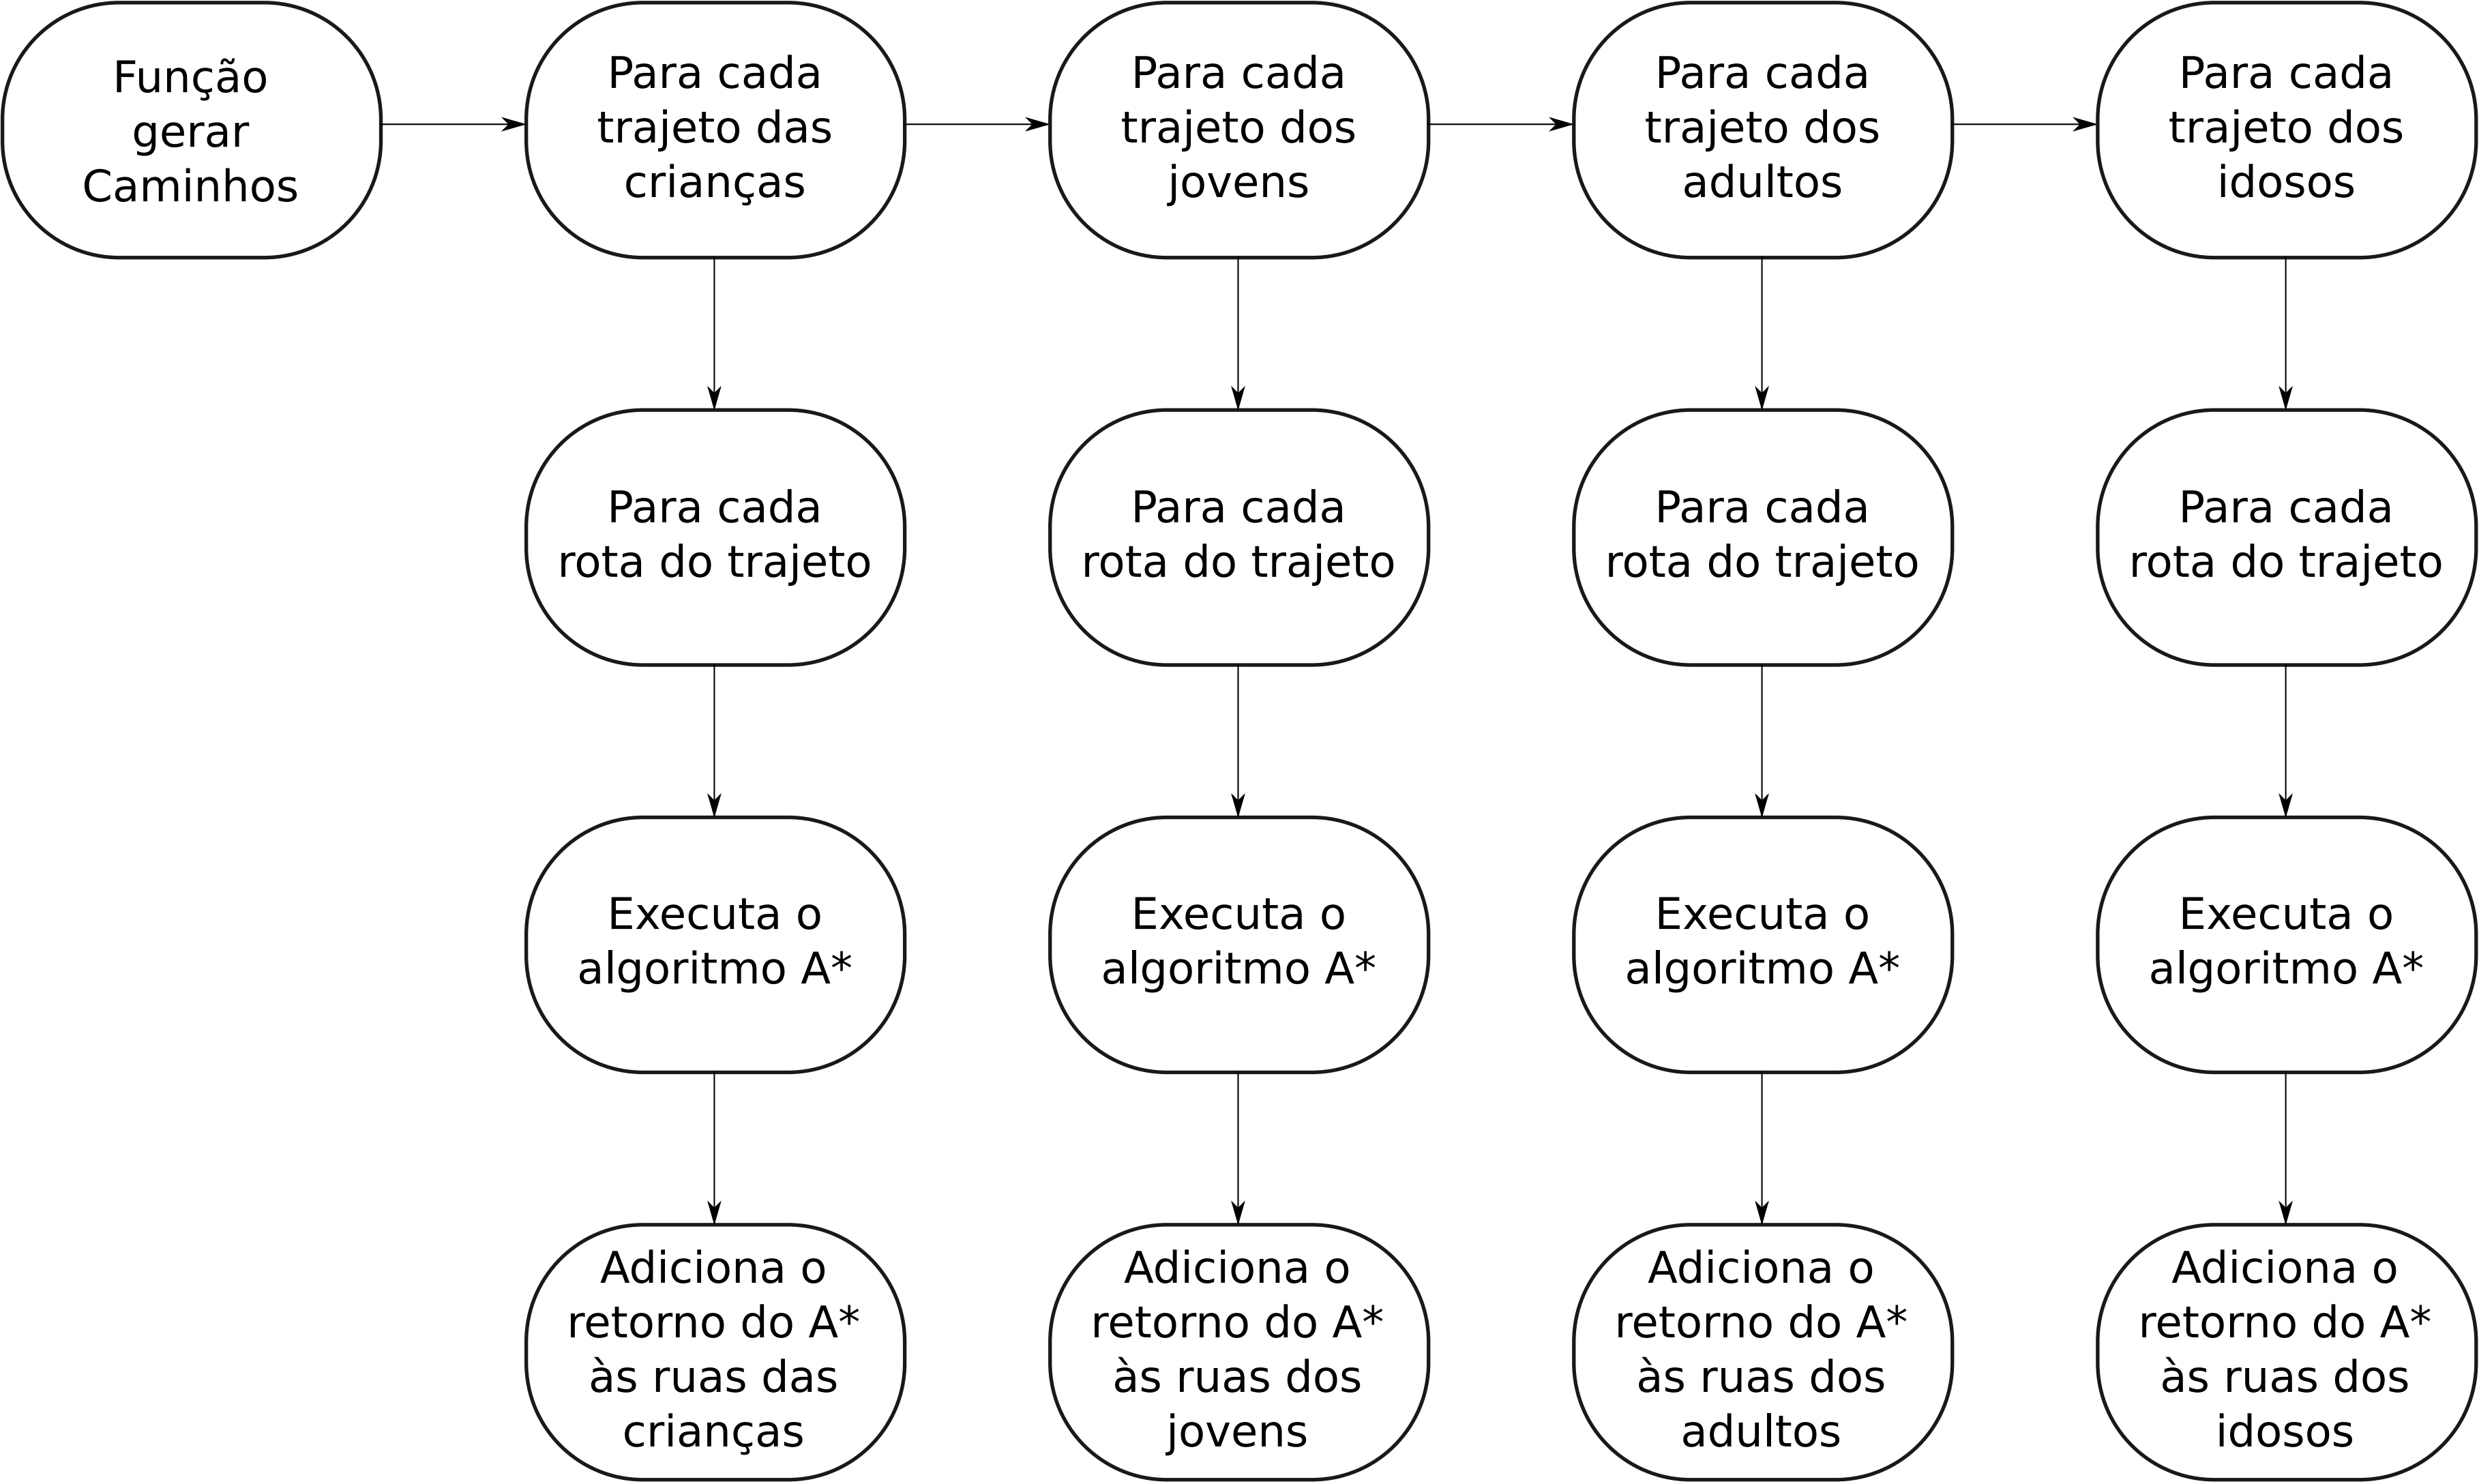 Função
gerar
Caminhos
Para cada
trajeto das
crianças
Para cada
trajeto dos
jovens
Para cada
trajeto dos
adultos
Para cada
trajeto dos
idosos
Para cada
rota do trajeto
Para cada
rota do trajeto
Para cada
rota do trajeto
Para cada
rota do trajeto
Executa o
algoritmo A*
Executa o
algoritmo A*
Executa o
algoritmo A*
Executa o
algoritmo A*
Adiciona o
retorno do A*
às ruas das
crianças
Adiciona o
retorno do A*
às ruas dos
jovens
Adiciona o
retorno do A*
às ruas dos
adultos
Adiciona o
retorno do A*
às ruas dos
idosos